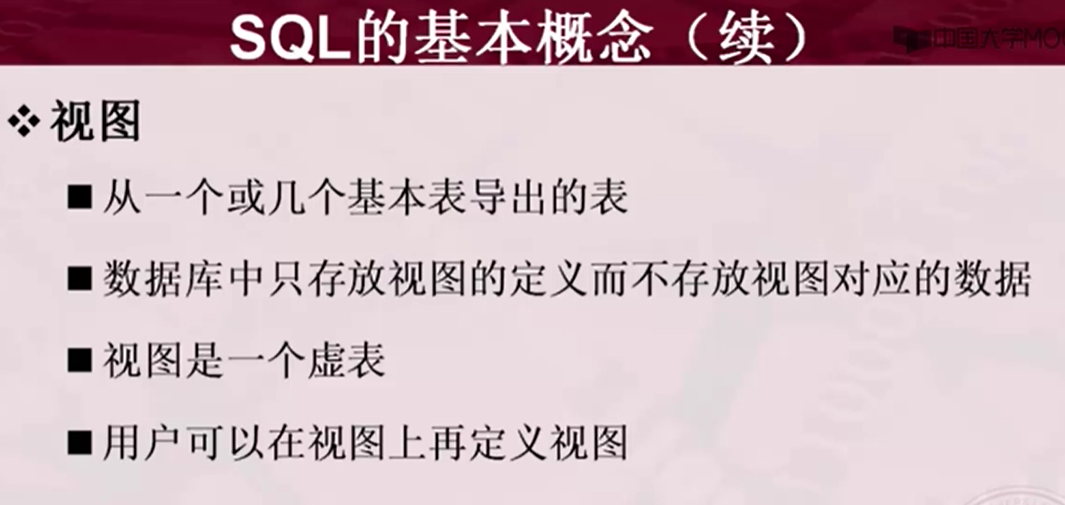 SQL的基本概念（续）
中国大学MO
视图
从一个或几个基本表导出的表
数据库中只存放视图的定义而不存放视图对应的数据
视图是一个虚表
用户可以在视图上再定义视图